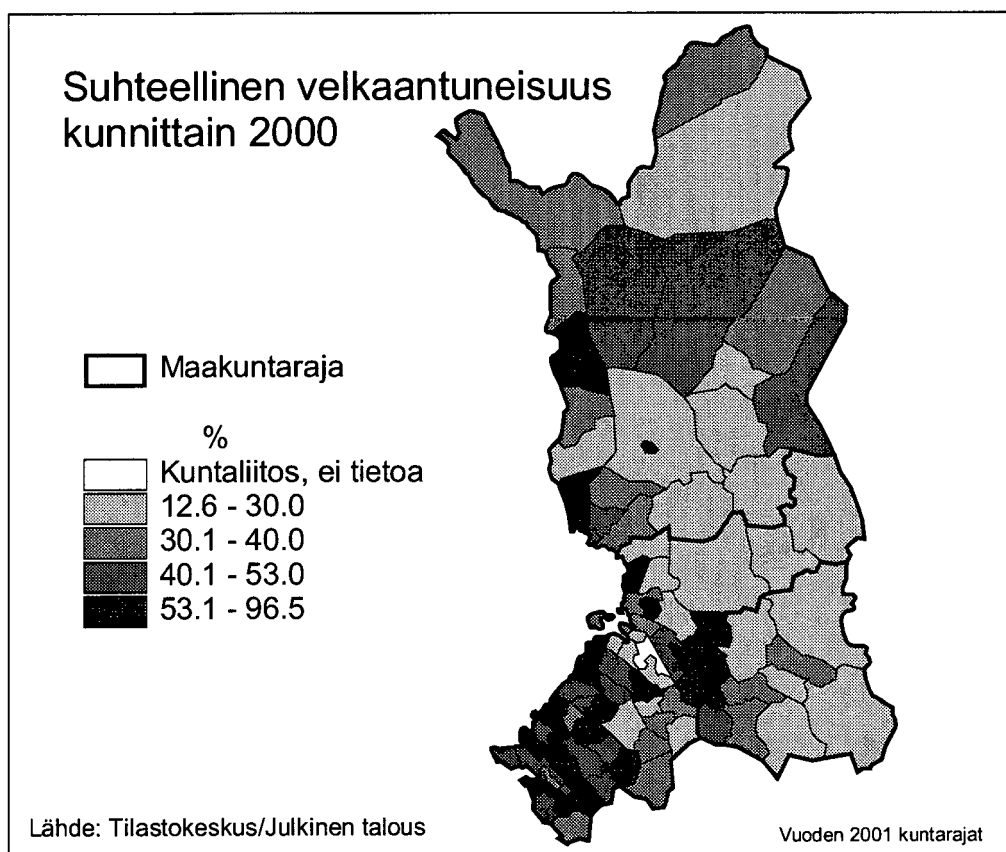 Suhteellinen velkaantuneisuus
kunnittain 2000
Maakuntaraja
%
Kuntaliitos, ei tietoa
12.6 - 30.0
30.1 - 40.0
40.1 - 53.0
53.1 - 96.5
Lähde: Tilastokeskus/Julkinen talous
Vuoden 2001 kuntarajat